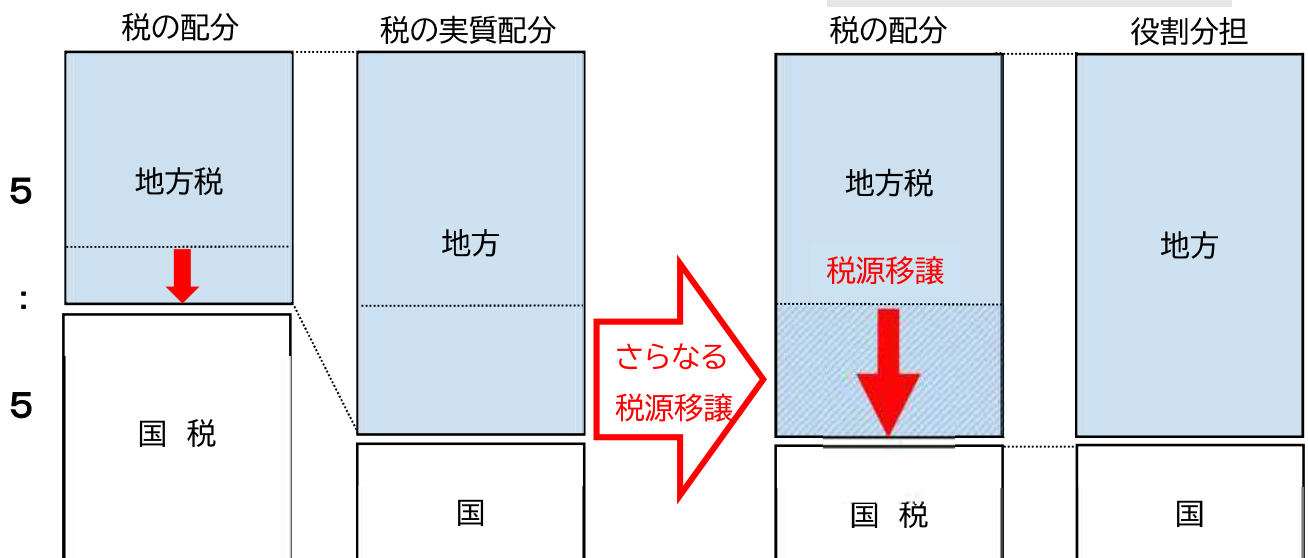 税の配分
税の実質配分
税の配分
役割分担
地方税
地方税
5
地方
地方
税源移譲
:
さらなる
税源移譲
5
国 税
国
国 税
国